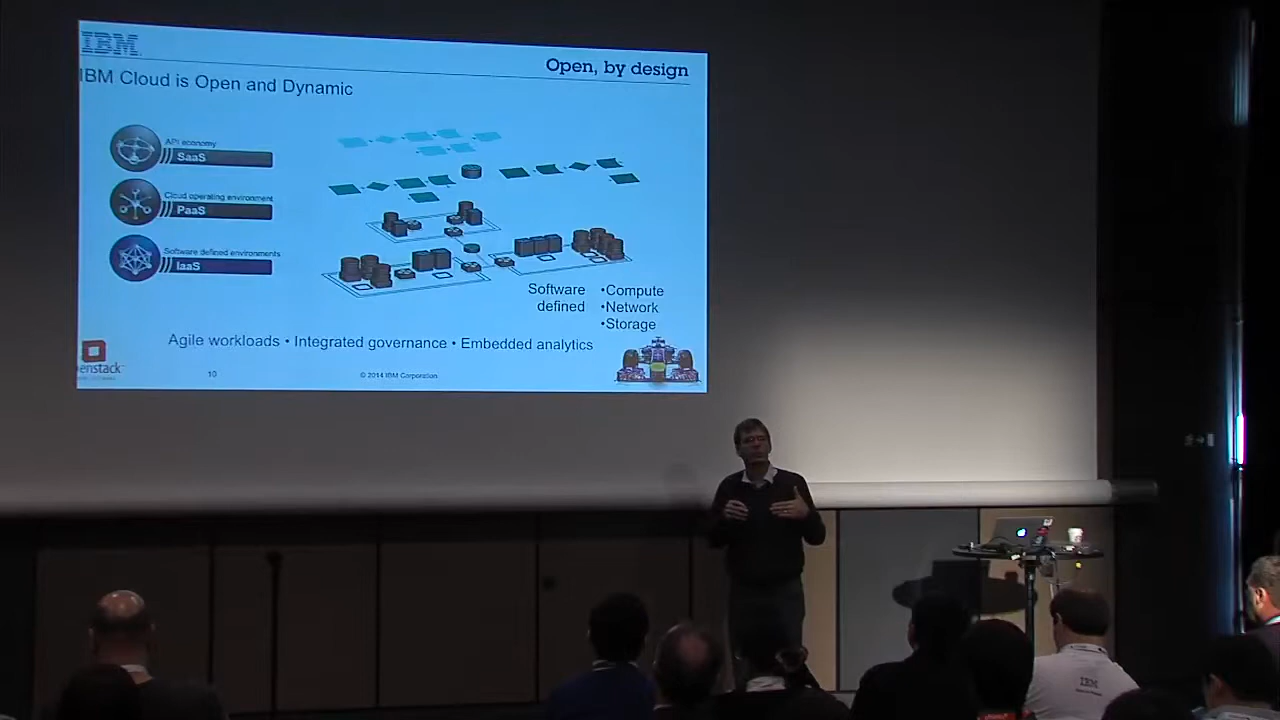 IBM
Open, by design
IBM Cloud is Open and Dynamic
API economy
SaaS
Cloud operating environment
PaaS
Software defined environments
IaaS
Software defined
•Compute
•Network
•Storage
Agile workloads • Integrated governance • Embedded analytics
enstack
10
© 2014 IBM Corporation
IBM